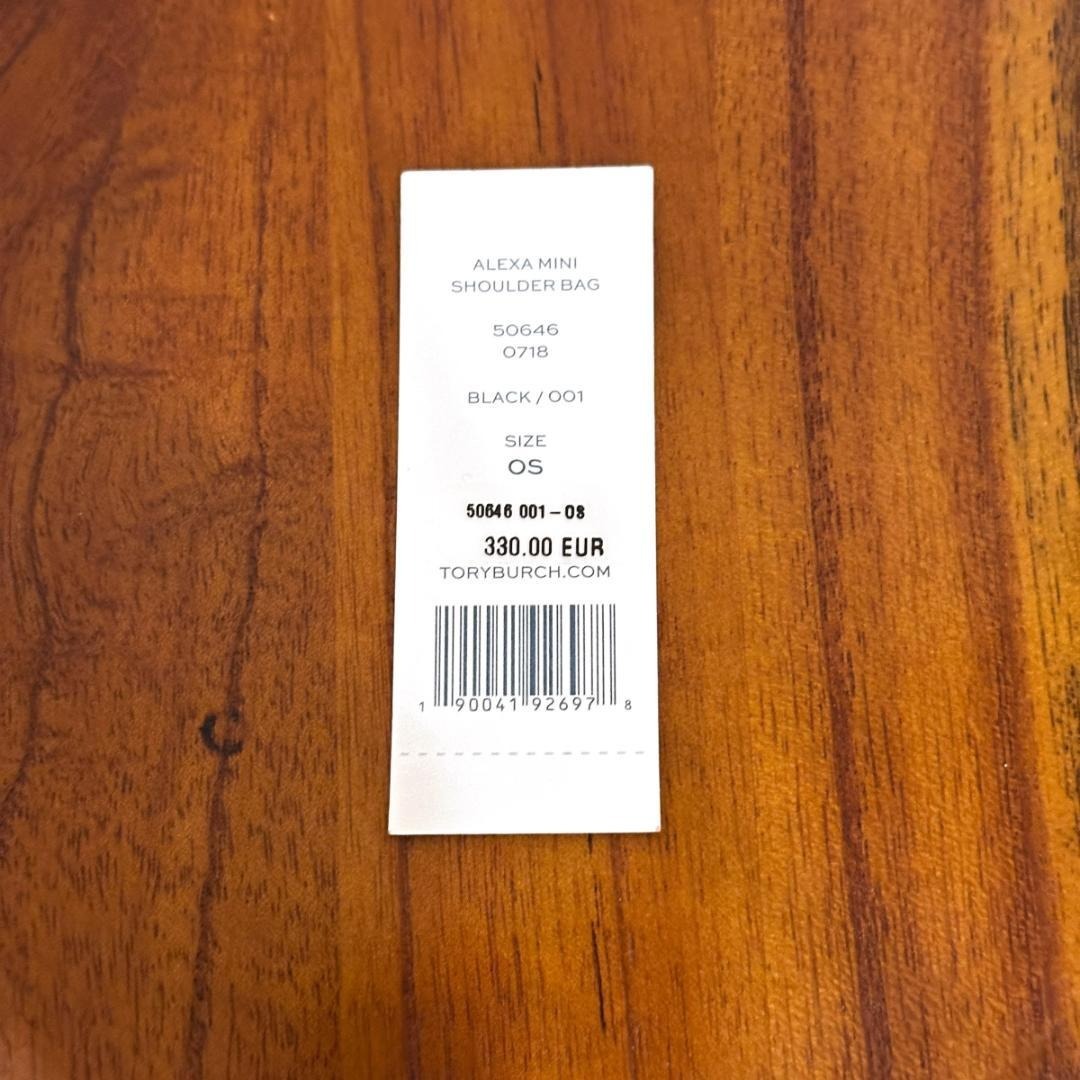 ALEXA MINI
SHOULDER BAG
50646
0718
BLACK / 001
SIZE
OS
50646 001-OS
330.00 EUR
TORYBURCH.COM
1 90041 92697 8